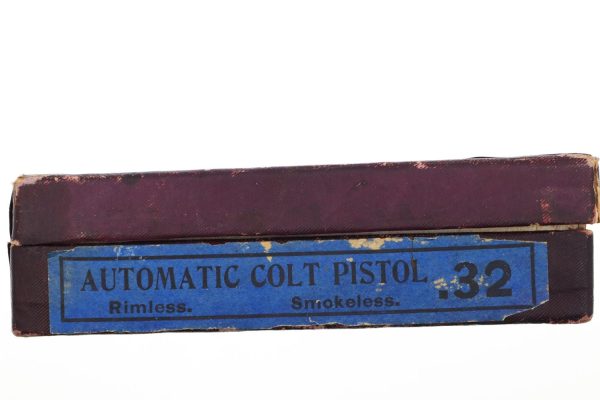 AUTOMATIC COLT PISTOL .32
Rimless. Smokeless.